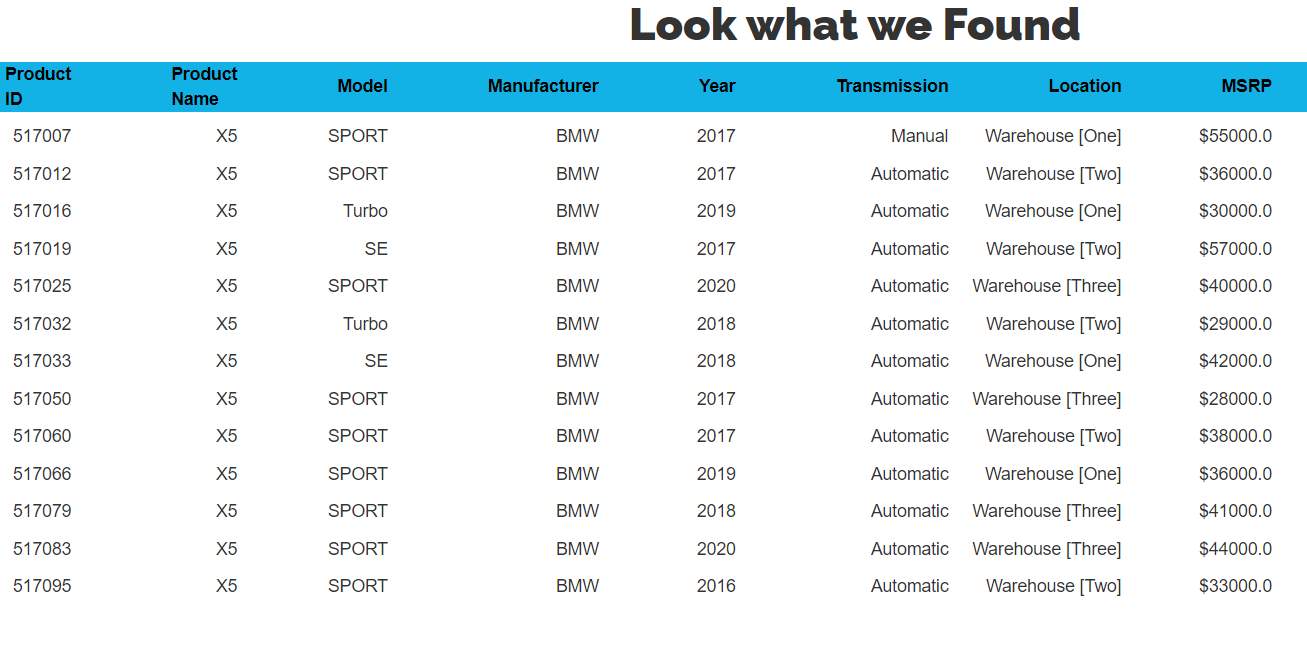 Look what we Found
Product ID Product Name Model Manufacturer Year Transmission Location MSRP
517007 X5 SPORT BMW 2017 Manual Warehouse [One] $55000.0
517012 X5 SPORT BMW 2017 Automatic Warehouse [Two] $36000.0
517016 X5 Turbo BMW 2019 Automatic Warehouse [One] $30000.0
517019 X5 SE BMW 2017 Automatic Warehouse [Two] $57000.0
517025 X5 SPORT BMW 2020 Automatic Warehouse [Three] $40000.0
517032 X5 Turbo BMW 2018 Automatic Warehouse [Two] $29000.0
517033 X5 SE BMW 2018 Automatic Warehouse [One] $42000.0
517050 X5 SPORT BMW 2017 Automatic Warehouse [Three] $28000.0
517060 X5 SPORT BMW 2017 Automatic Warehouse [Two] $38000.0
517066 X5 SPORT BMW 2019 Automatic Warehouse [One] $36000.0
517079 X5 SPORT BMW 2018 Automatic Warehouse [Three] $41000.0
517083 X5 SPORT BMW 2020 Automatic Warehouse [Three] $44000.0
517095 X5 SPORT BMW 2016 Automatic Warehouse [Two] $33000.0